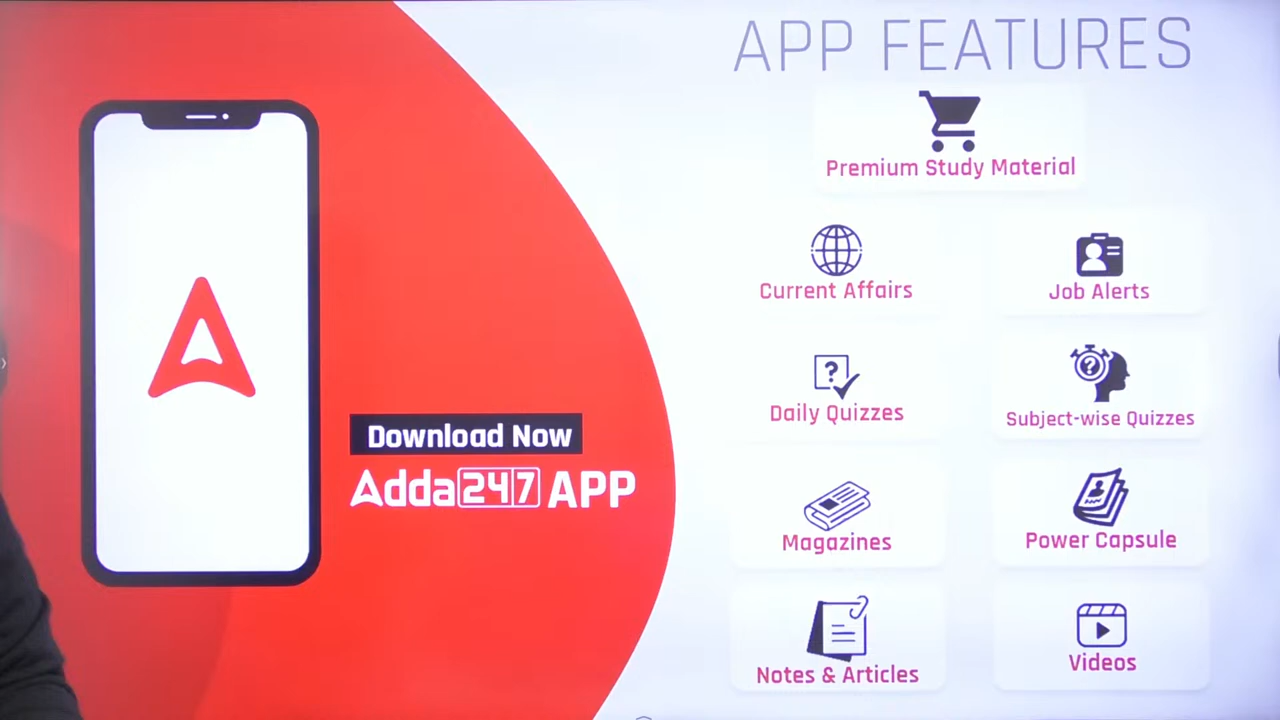 APP FEATURES
Premium Study Material
Current Affairs
Job Alerts
Daily Quizzes
Subject-wise Quizzes
Magazines
Power Capsule
Notes & Articles
Videos
Download Now
Adda247 APP